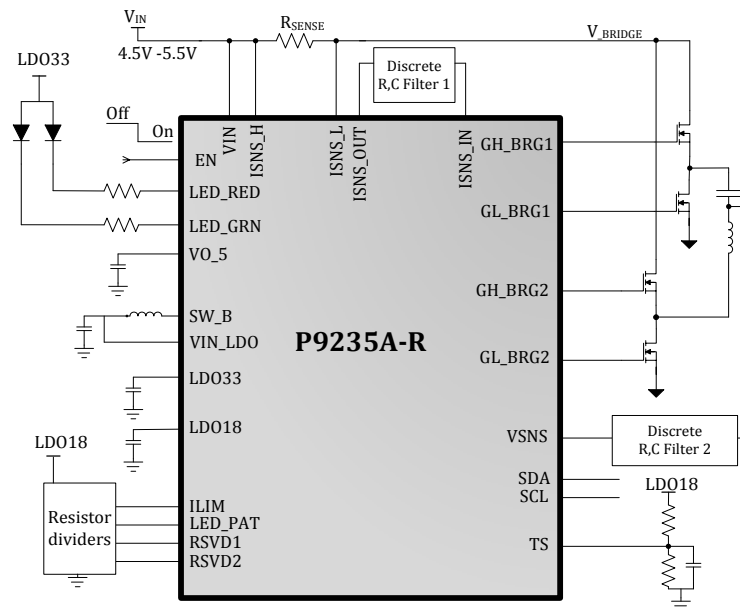 VIN
4.5V -5.5V
RSENSE
V_BRIDGE
LDO33
Discrete
R,C Filter 1
Off
On
EN
VIN
ISNS_H
ISNS_L
ISNS_OUT
ISNS_IN
GH_BRG1
LED_RED
GL_BRG1
LED_GRN
VO_5
GH_BRG2
SW_B
VIN_LDO
P9235A-R
GL_BRG2
LDO33
LDO18
VSNS
Discrete
R,C Filter 2
LDO18
SDA
SCL
LDO18
Resistor
dividers
ILIM
LED_PAT
RSVD1
RSVD2
TS